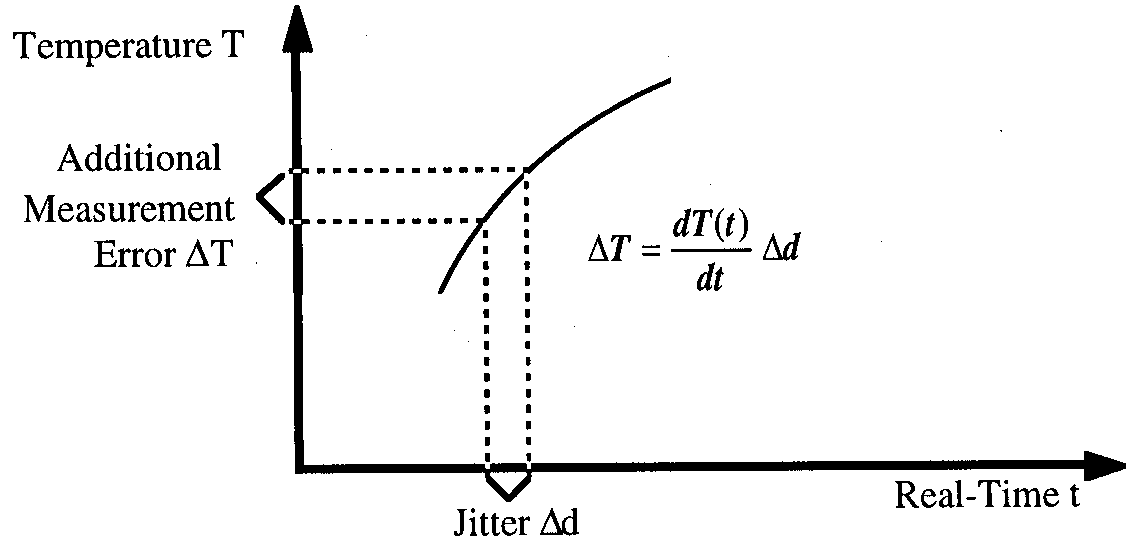 Temperature T
Additional
Measurement
Error ΔT
ΔT = dT(t)/dt Δd
Real-Time t
Jitter Δd